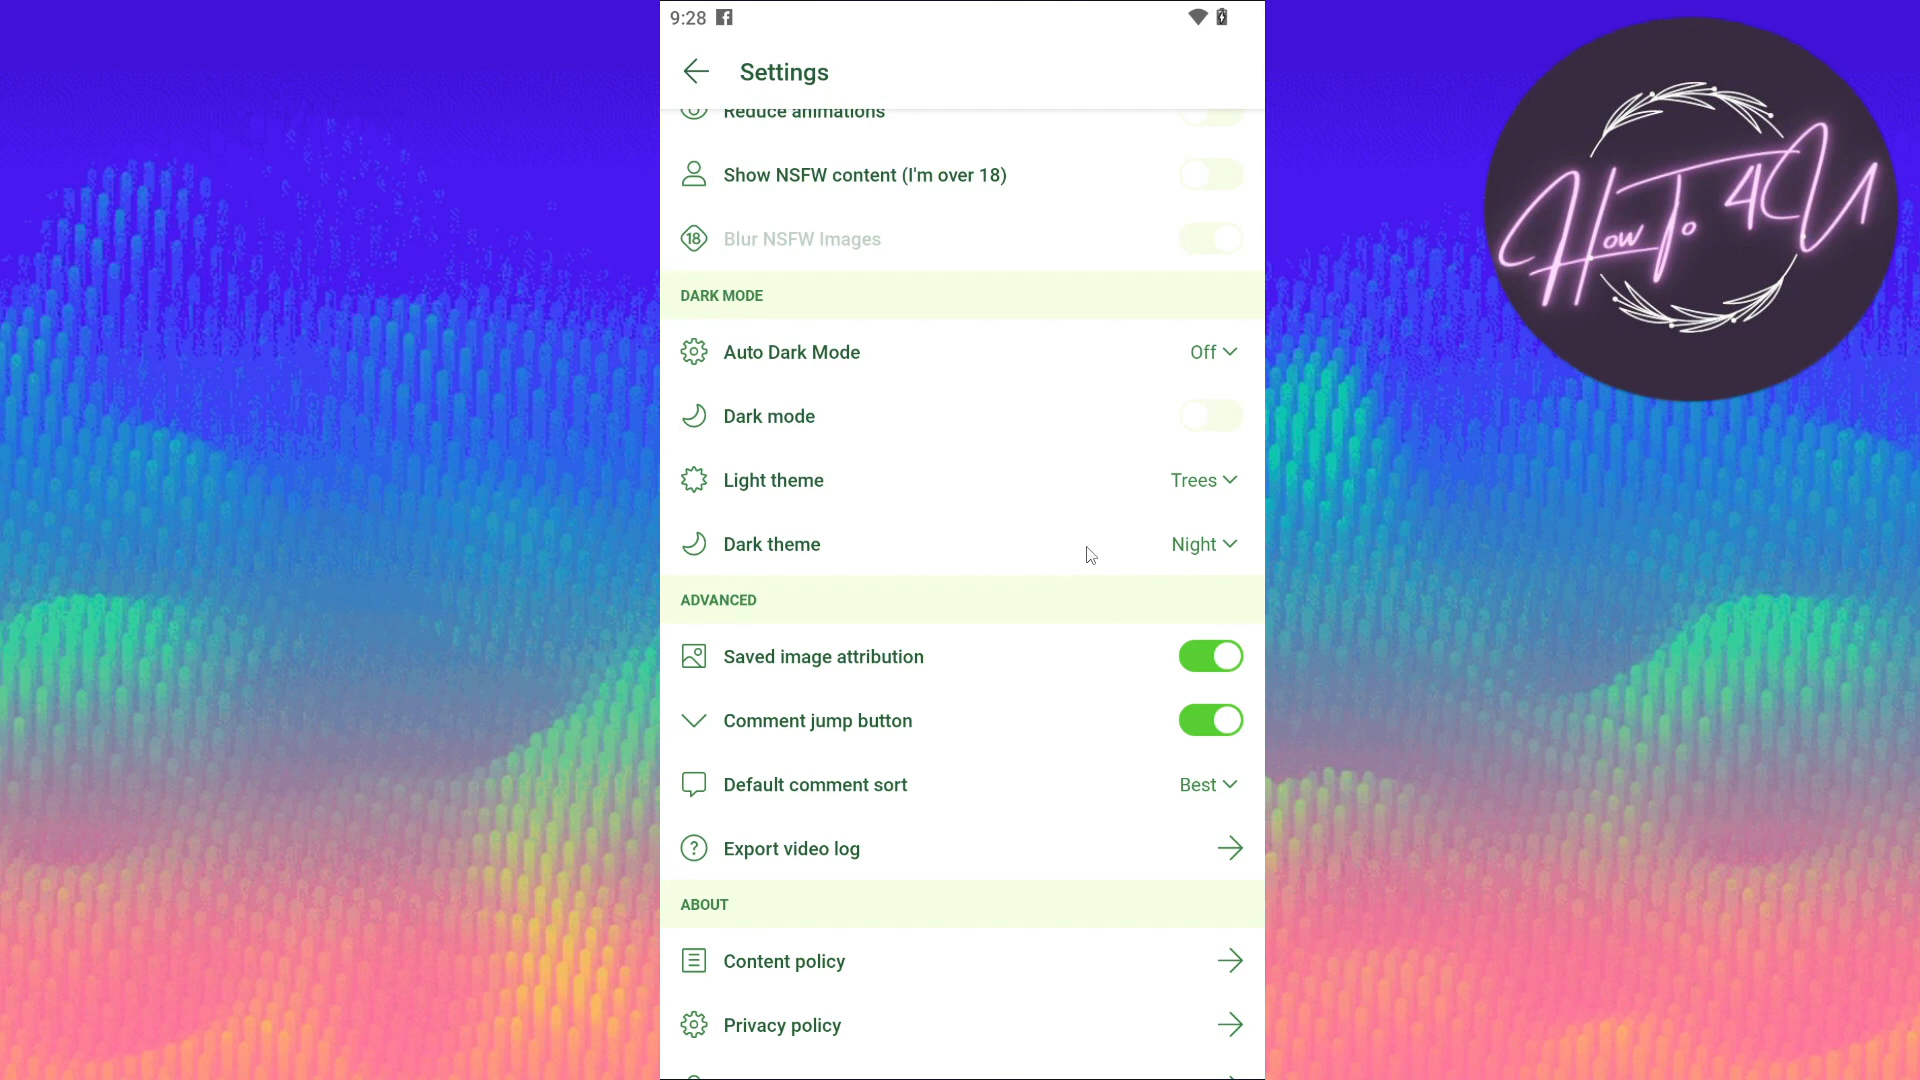 9:28
Settings
Reduce animations
Show NSFW content (I'm over 18)
18 Blur NSFW Images
DARK MODE
Auto Dark Mode Off
Dark mode
Light theme Trees
Dark theme Night
ADVANCED
Saved image attribution
Comment jump button
Default comment sort Best
Export video log
ABOUT
Content policy
Privacy policy
HowTo 4U